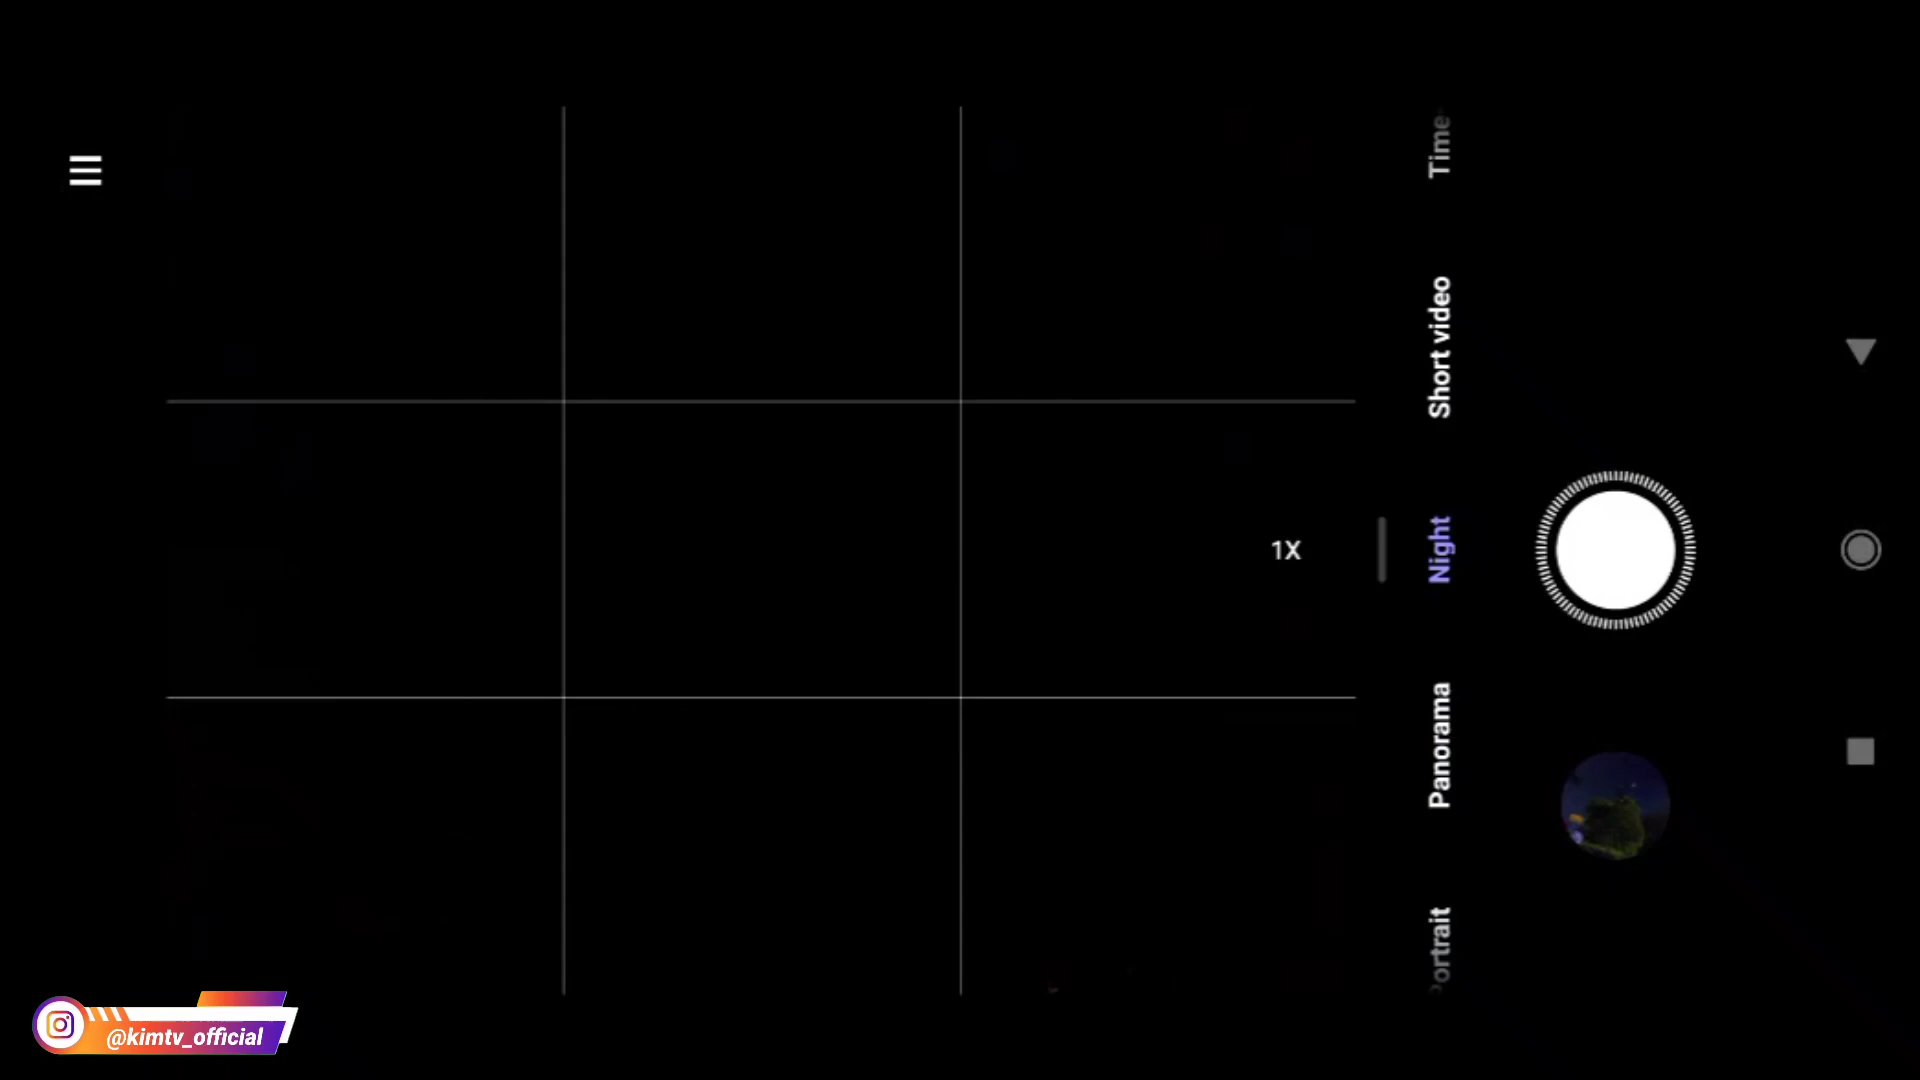 Time
Short video
1X
Night
Panorama
ortrait
@kimtv_official